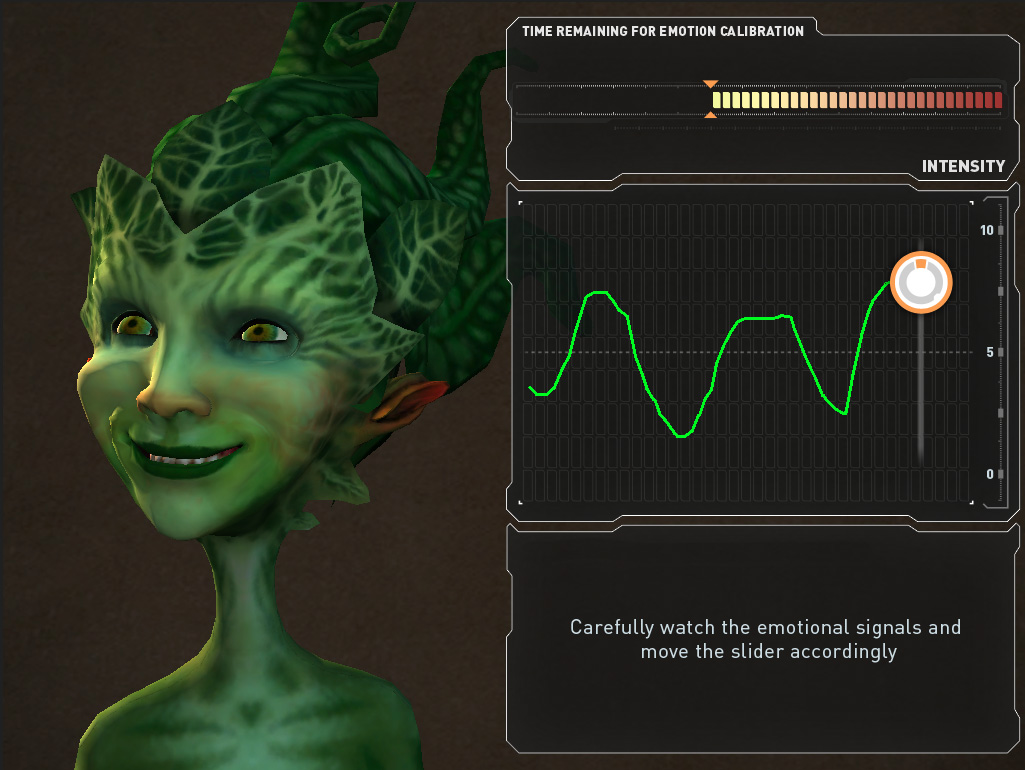 TIME REMAINING FOR EMOTION CALIBRATION
INTENSITY
10
5
0
Carefully watch the emotional signals and
move the slider accordingly